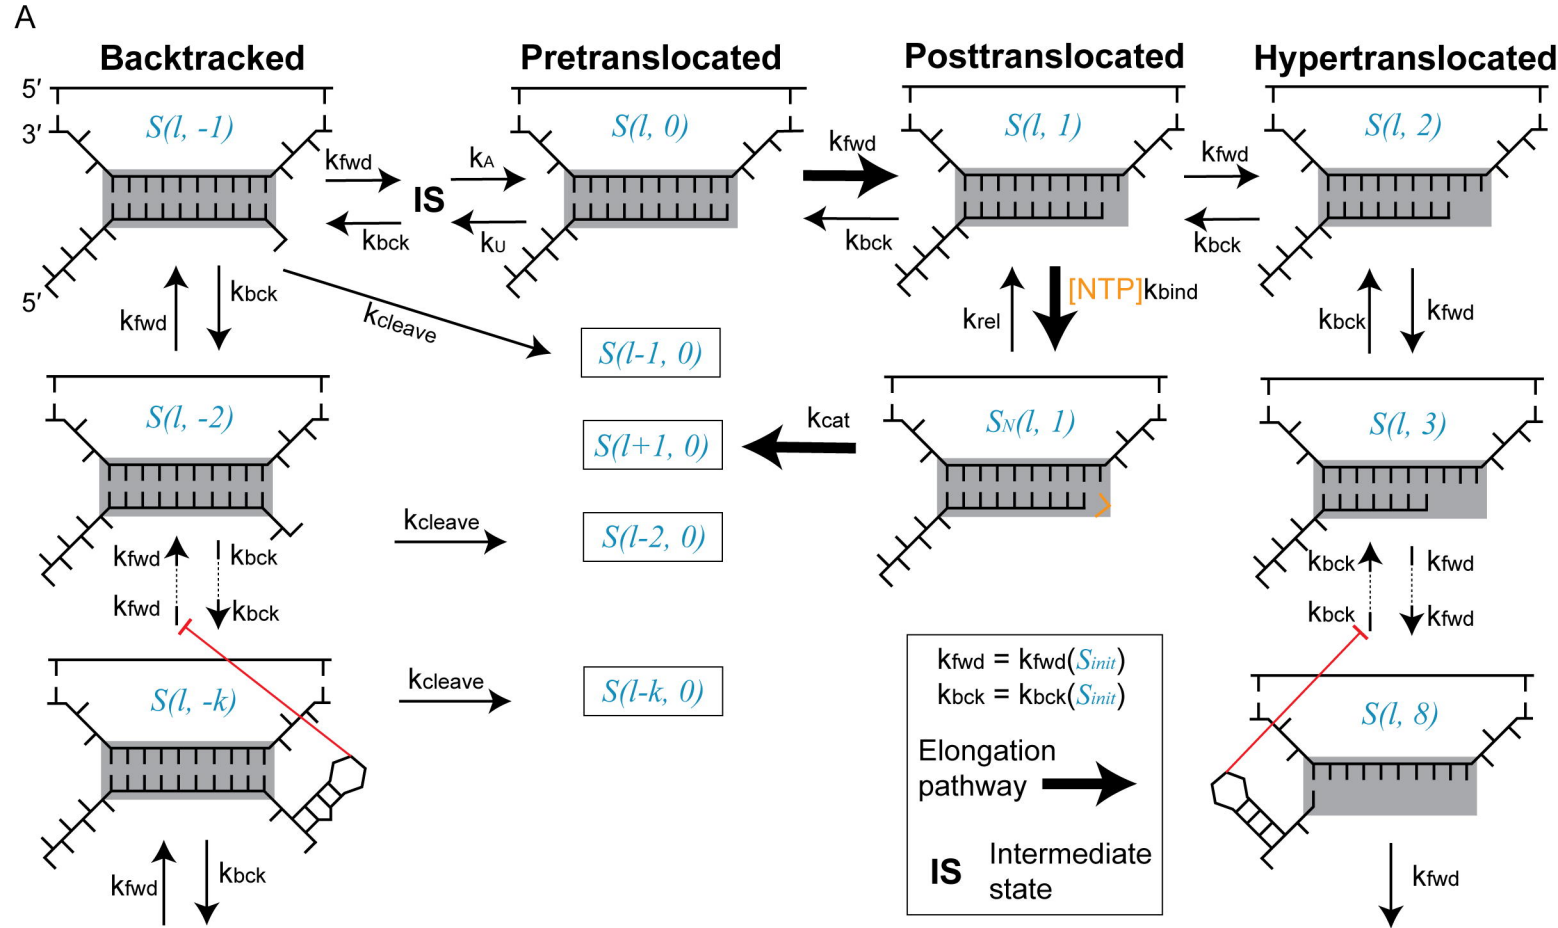 A
Backtracked
Pretranslocated
Posttranslocated
Hypertranslocated
5′
3′
5′
S(l, -1)
kfwd
kbck
IS
kA
kU
S(l, 0)
kfwd
kbck
S(l, 1)
kfwd
kbck
S(l, 2)
kfwd
kbck
kcleave
S(l-1, 0)
krel
[NTP]kbind
kbck
kfwd
S(l, -2)
S(l+1, 0)
kcat
SN(l, 1)
S(l, 3)
kcleave
S(l-2, 0)
kfwd
kbck
kfwd
kbck
kbck
kfwd
kbck
kfwd
S(l, -k)
kcleave
S(l-k, 0)
kfwd = kfwd(Sinit)
kbck = kbck(Sinit)
Elongation
pathway
IS
Intermediate
state
S(l, 8)
kfwd
kbck
kfwd